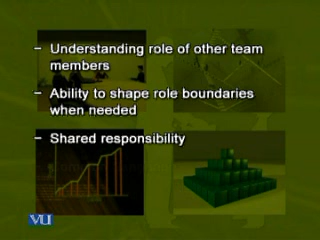 – Understanding role of other team
members
– Ability to shape role boundaries
when needed
– Shared responsibility
VU